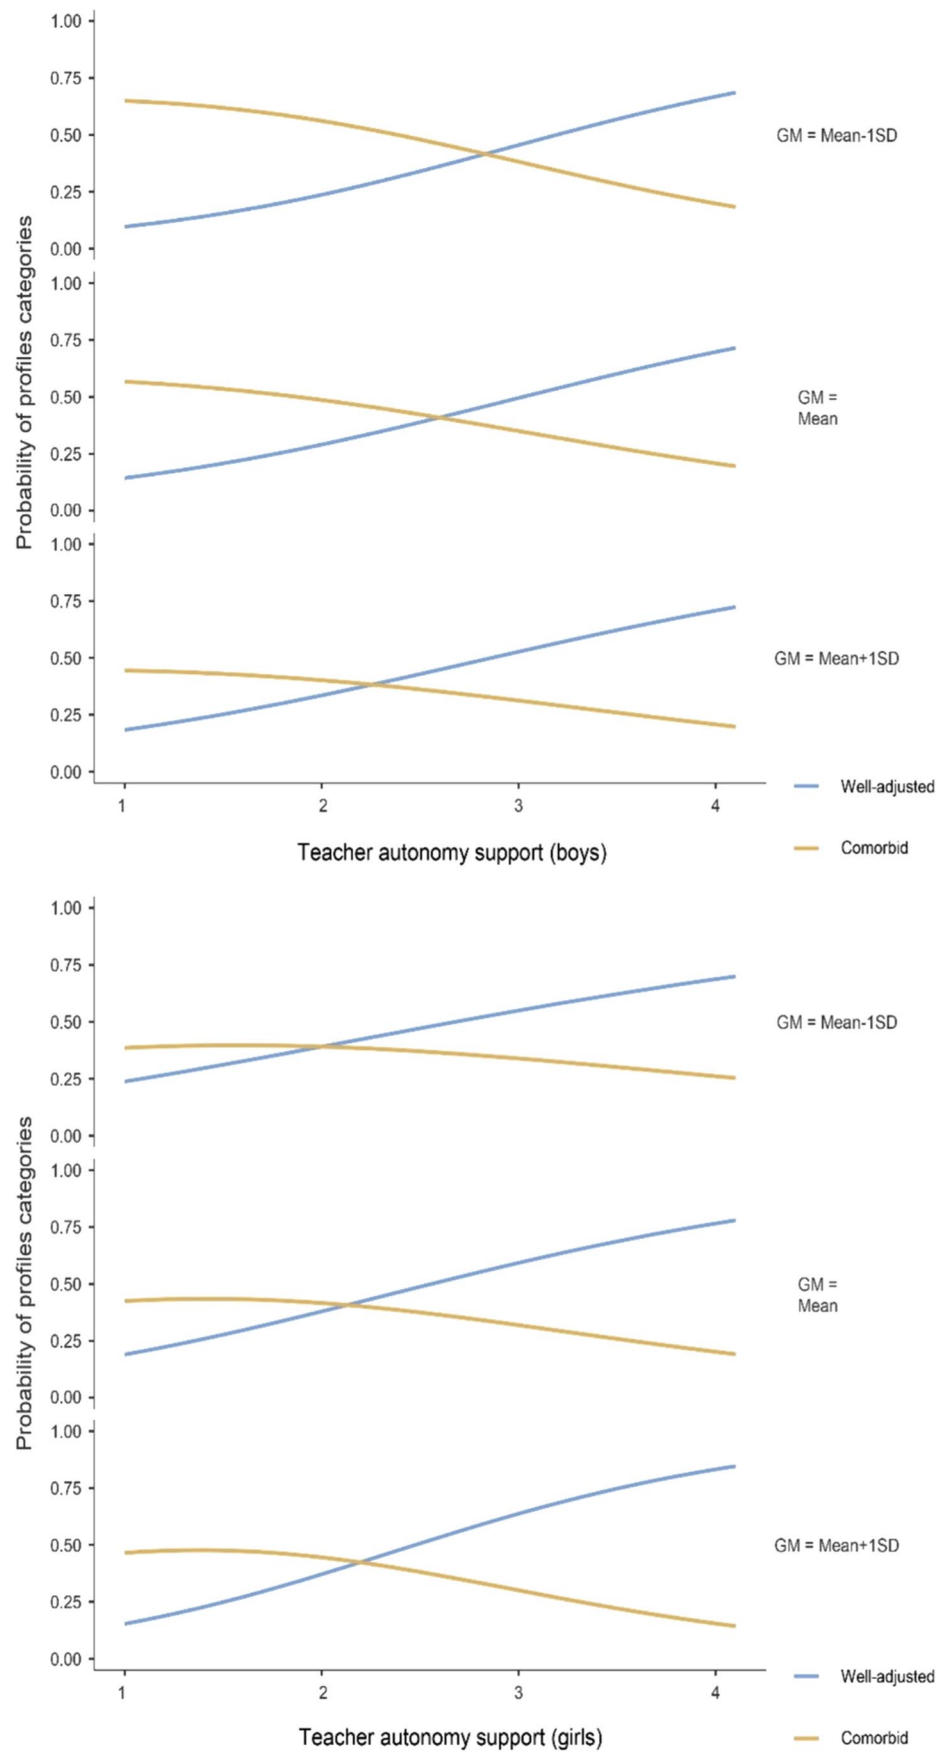 1.00
0.75
0.50
0.25
0.00
GM = Mean-1SD
1.00
0.75
0.50
0.25
0.00
GM =
Mean
1.00
0.75
0.50
0.25
0.00
GM = Mean+1SD
Probability of profiles categories
1
2
3
4
Teacher autonomy support (boys)
Well-adjusted
Comorbid
1.00
0.75
0.50
0.25
0.00
GM = Mean-1SD
1.00
0.75
0.50
0.25
0.00
GM =
Mean
1.00
0.75
0.50
0.25
0.00
GM = Mean+1SD
Probability of profiles categories
1
2
3
4
Teacher autonomy support (girls)
Well-adjusted
Comorbid